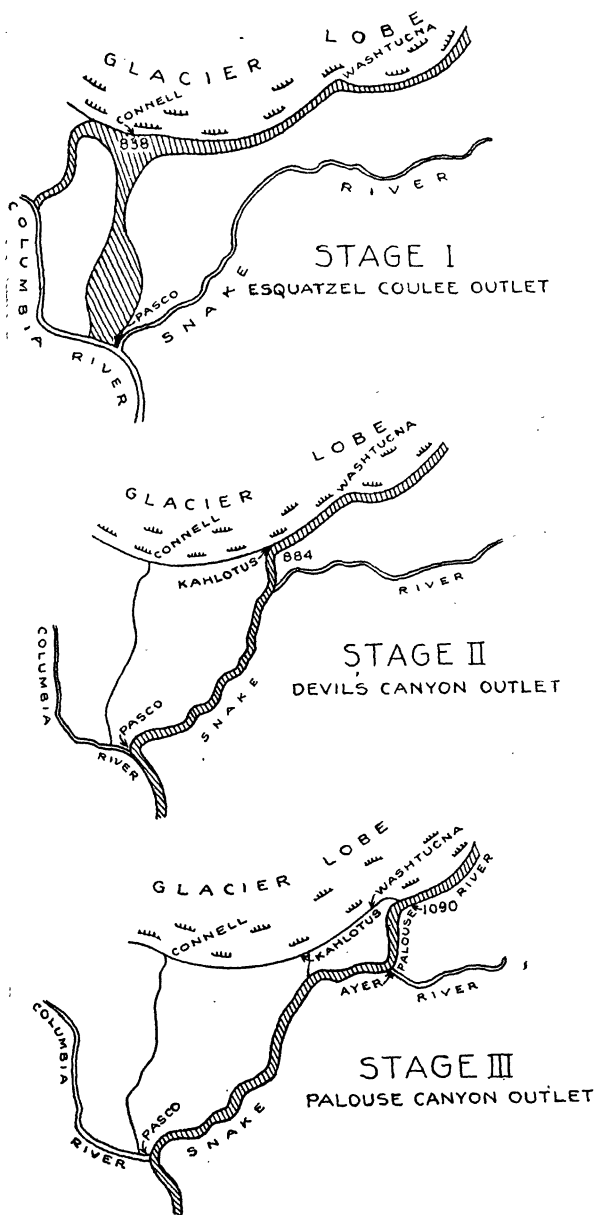 GLACIER LOBE
WASHTUCNA
CONNELL
838
RIVER
COLUMBIA RIVER
STAGE I
ESQUATZEL COULEE OUTLET
PASCO
SNAKE
GLACIER LOBE
WASHTUCNA
CONNELL
KAHLOTUS
884
RIVER
COLUMBIA
STAGE II
DEVILS CANYON OUTLET
PASCO
SNAKE
RIVER
GLACIER LOBE
WASHTUCNA
RIVER
CONNELL
KAHLOTUS
1090
PALOUSE
AYER
RIVER
COLUMBIA
STAGE III
PALOUSE CANYON OUTLET
PASCO
SNAKE
RIVER